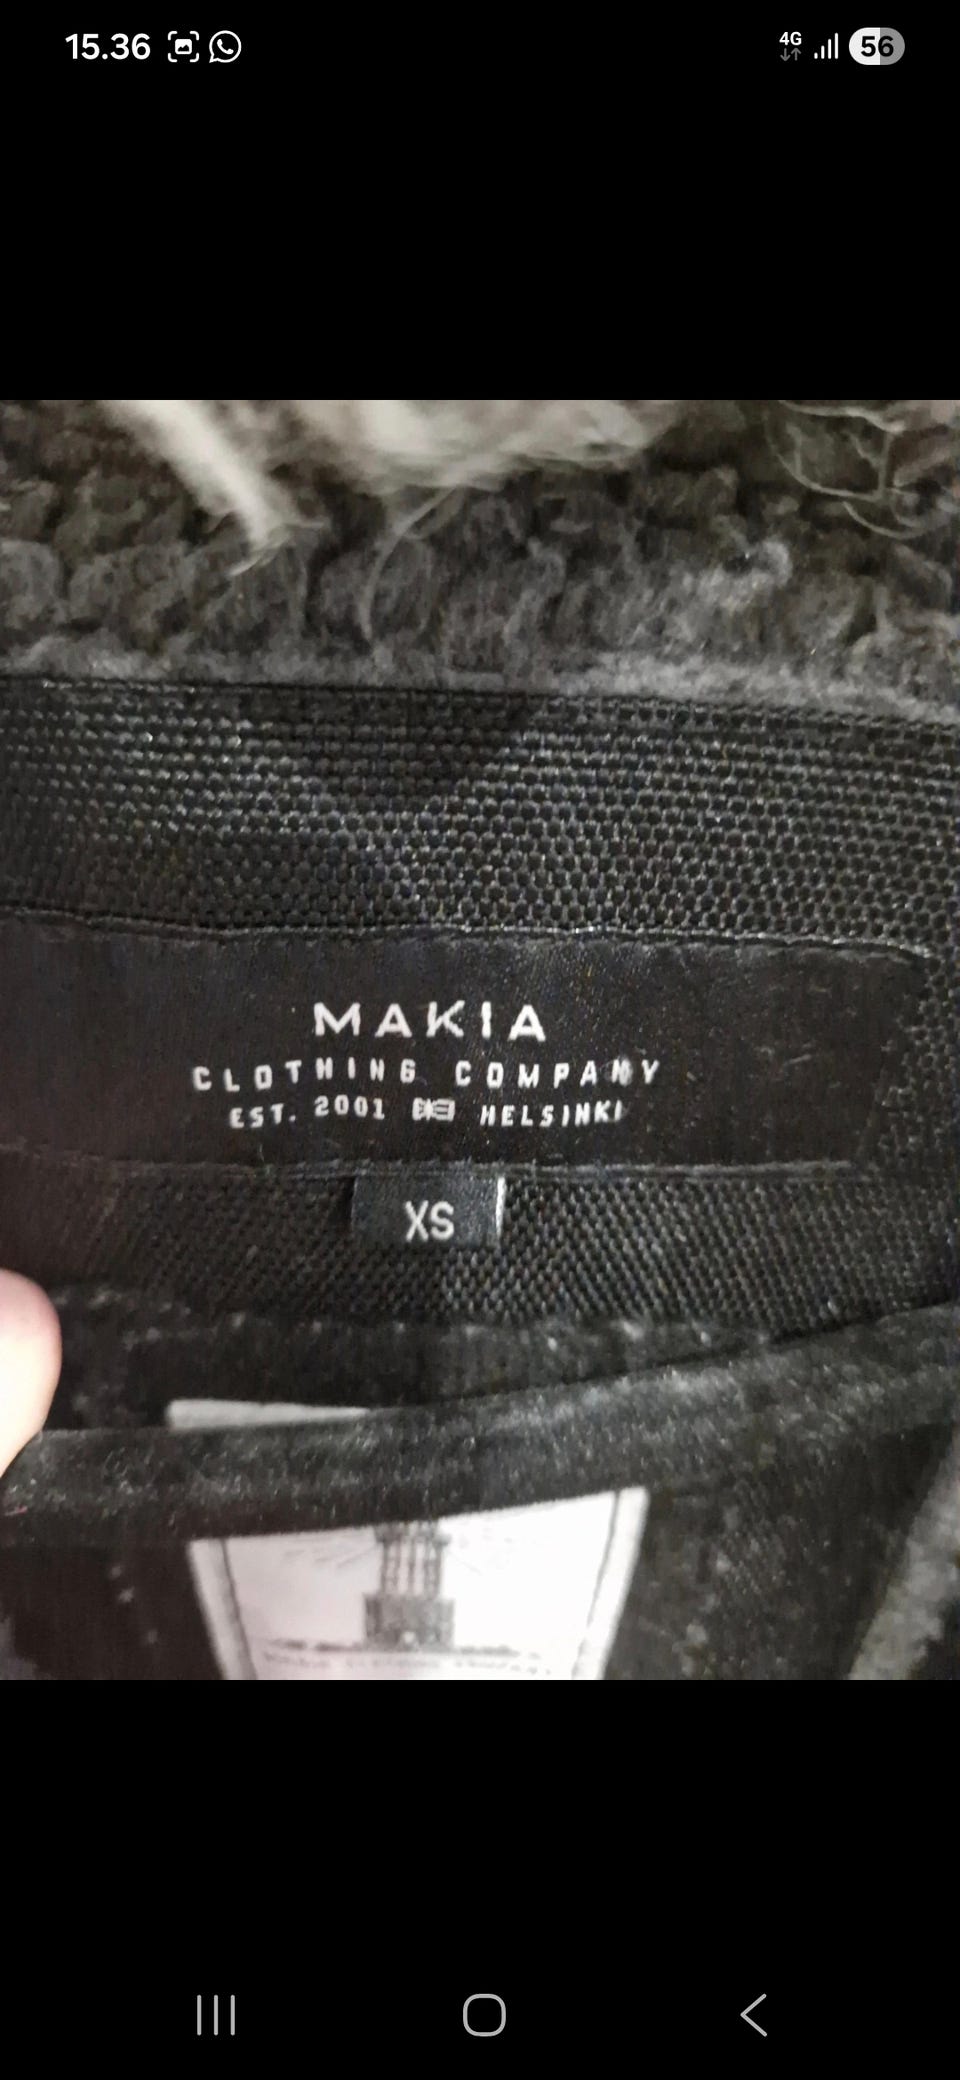 15.36
4G
56
MAKIA
CLOTHING COMPANY
EST. 2001 HELSINKI
XS